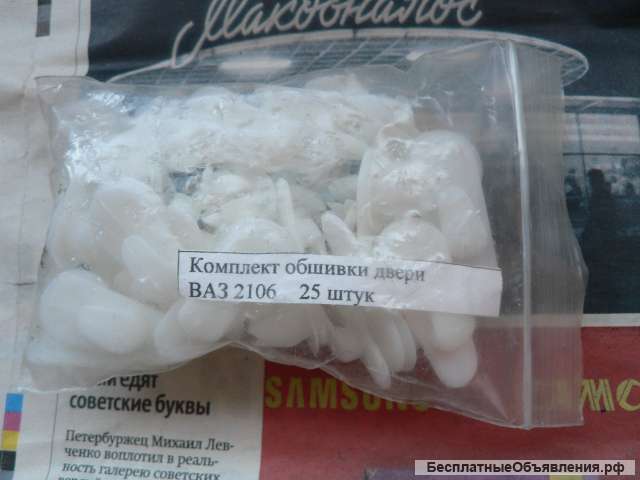 Макобналос
Комплект обшивки двери
ВАЗ 2106 25 штук
едят
советские буквы
SAMSUNG
Петербуржец Михаил Лев-
ченко воплотил в реаль-
ность галерею советских
БесплатныеОбъявления.рф